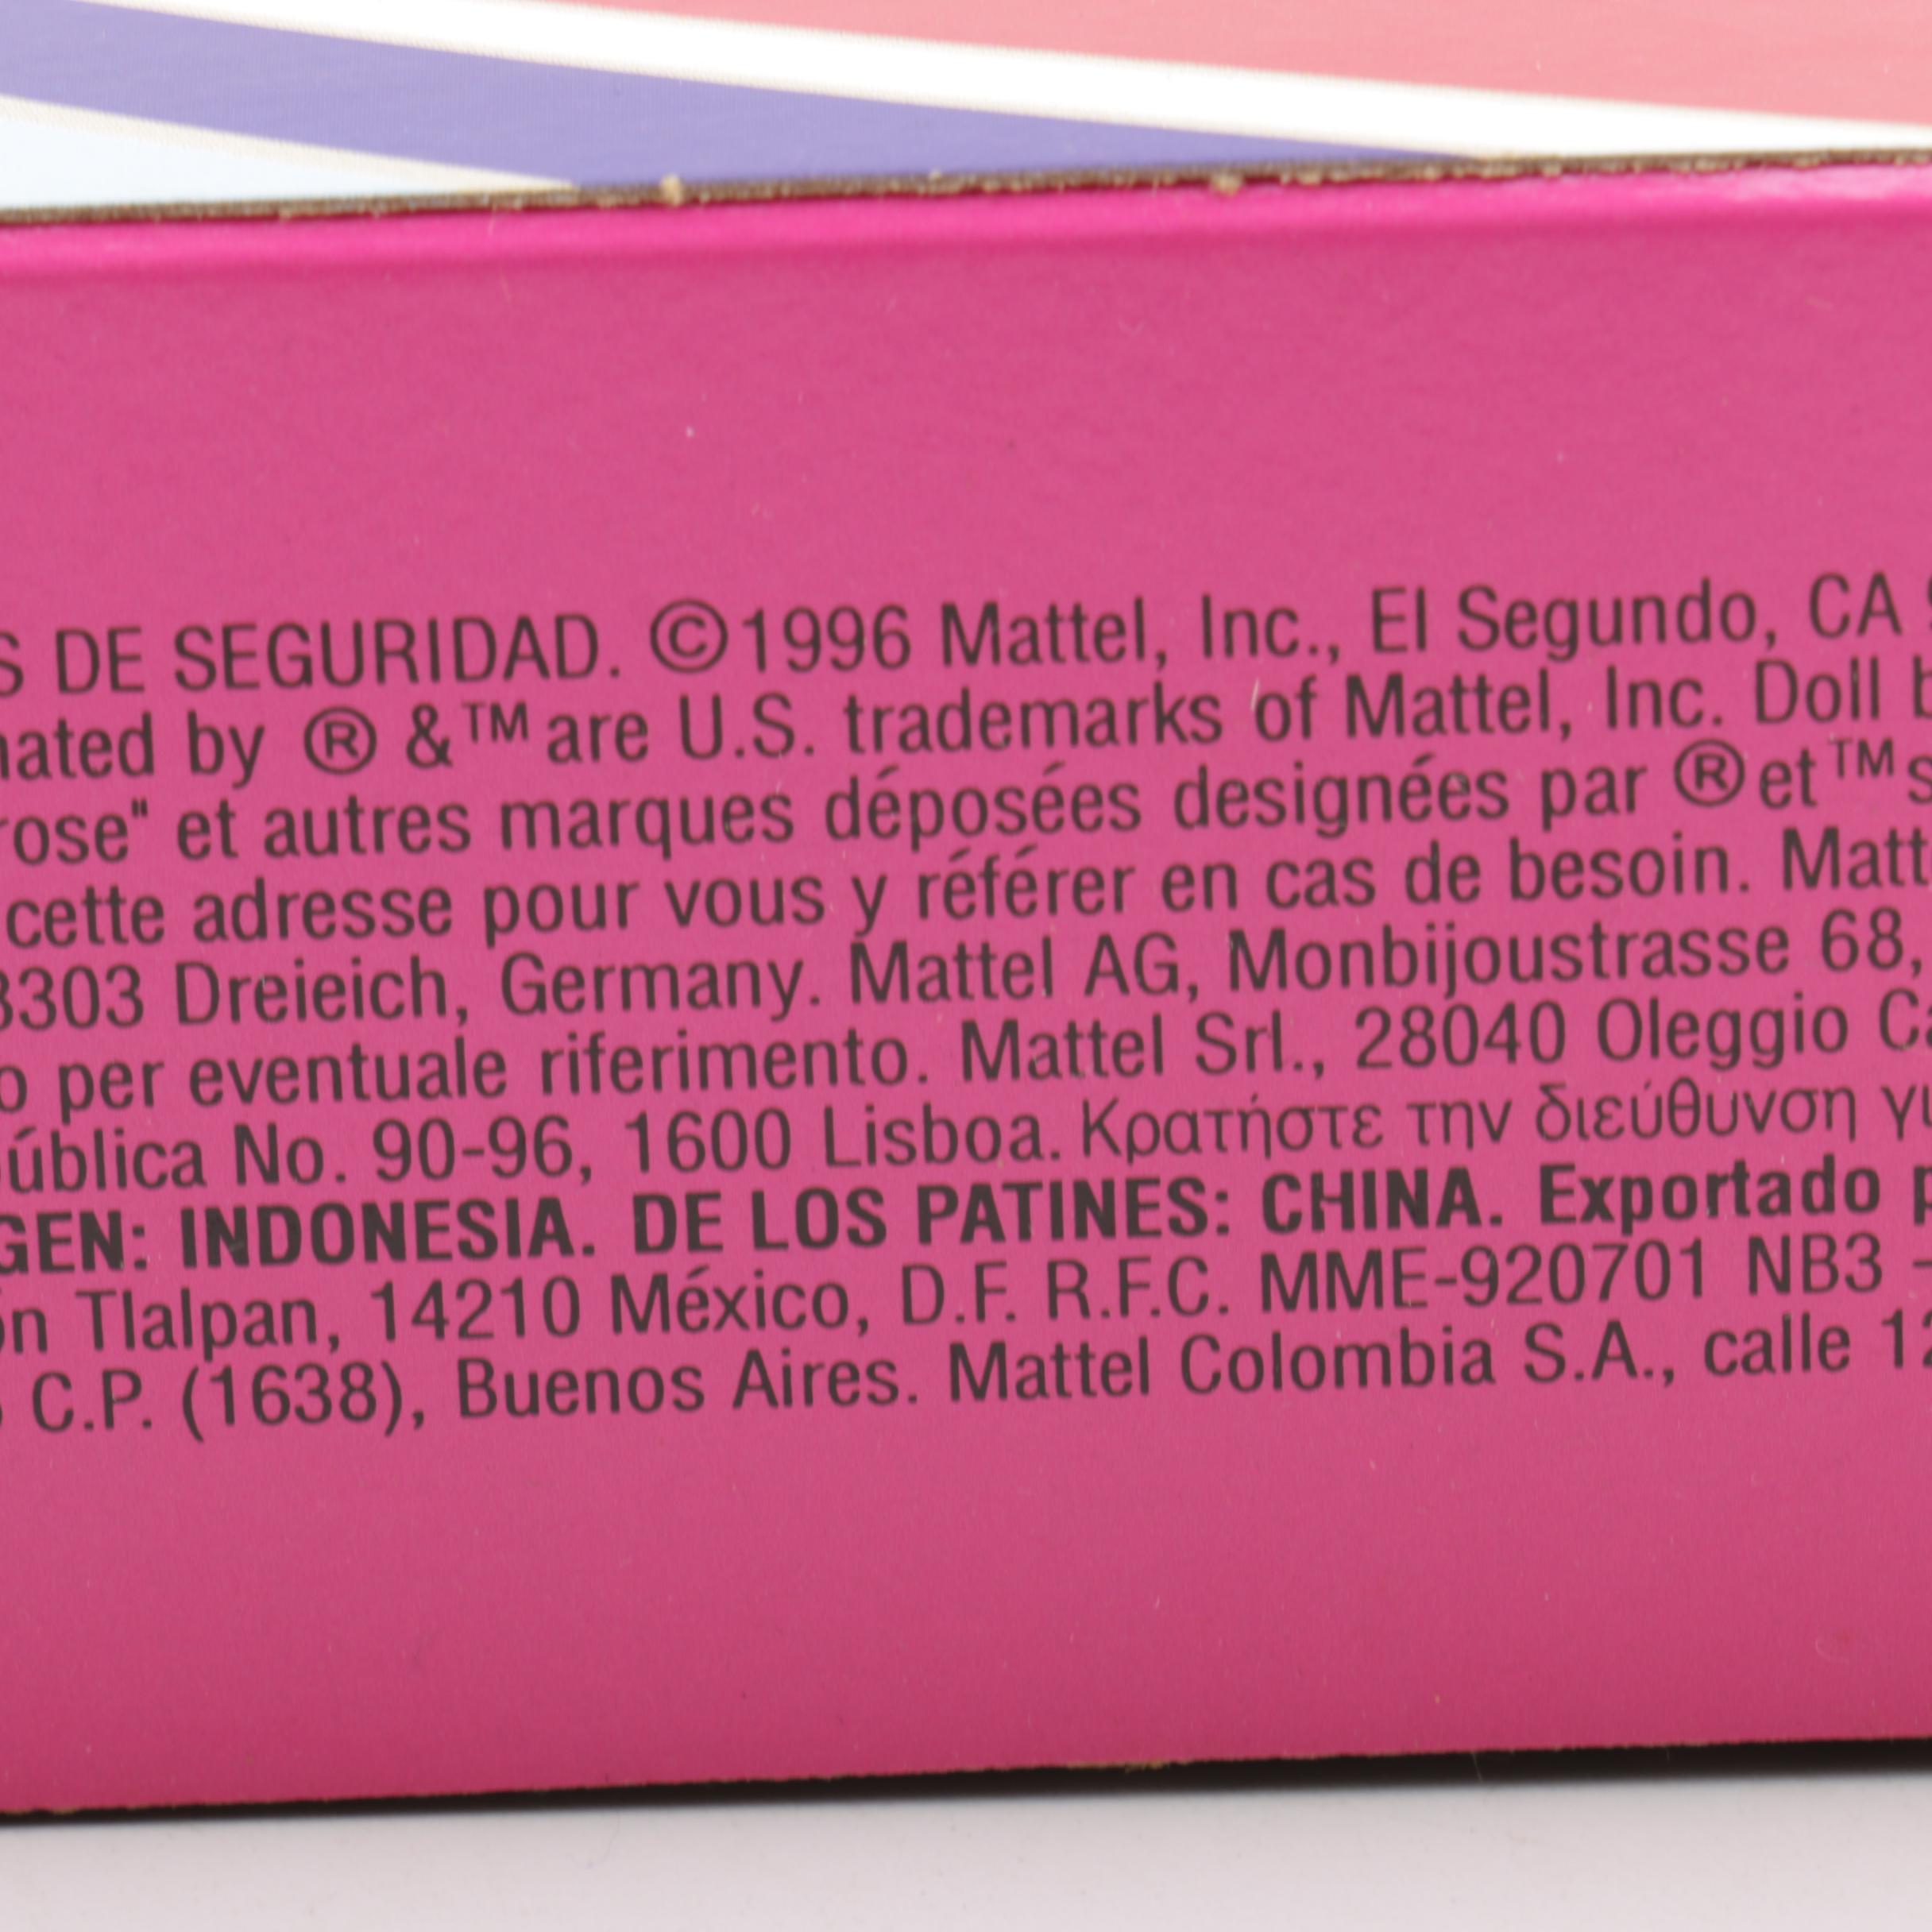 DE SEGURIDAD. ©1996 Mattel, Inc., El Segundo, CA
by ® &™ are U.S. trademarks of Mattel, Inc. Doll
rose" et autres marques déposées designées par ® et ™
cette adresse pour vous y référer en cas de besoin.
3303 Dreieich, Germany. Mattel AG, Monbijoustrasse 68,
per eventuale riferimento. Mattel Srl., 28040 Oleggio
ública No. 90-96, 1600 Lisboa. Κρατήστε την διεύθυνση
GEN: INDONESIA. DE LOS PATINES: CHINA. Exportado
Tlalpan, 14210 México, D.F. R.F.C. MME-920701 NB3 -
C.P. (1638), Buenos Aires. Mattel Colombia S.A., calle 12